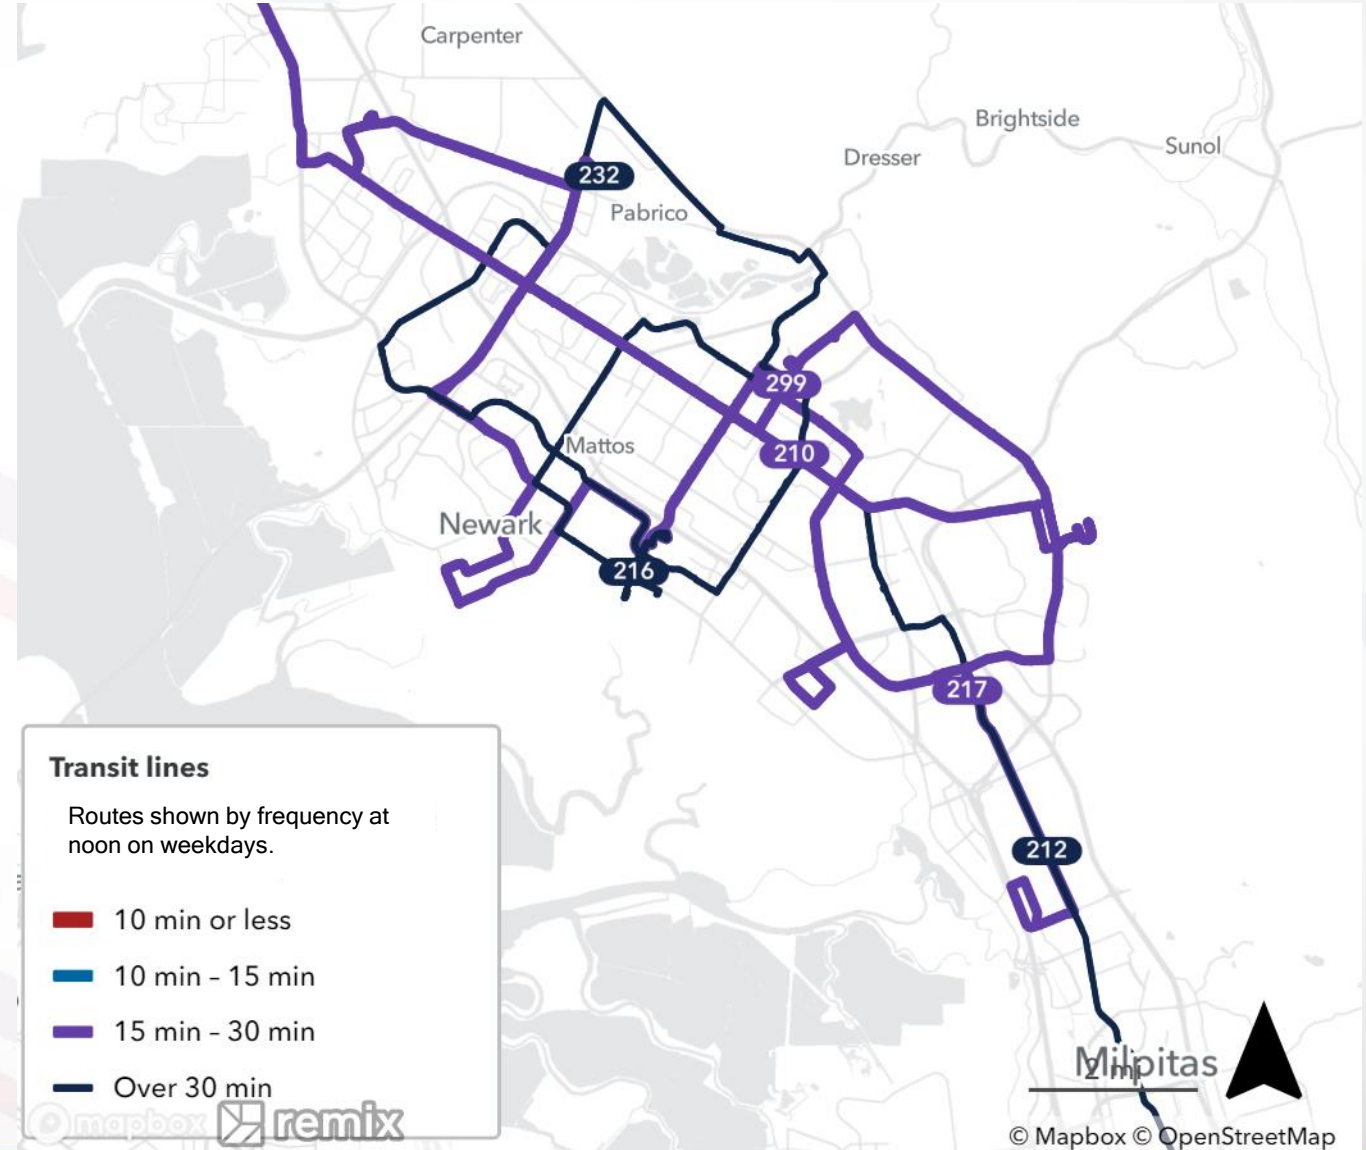 Carpenter
Brightside
Sunol
Dresser
232
Pabrico
299
Mattos
210
Newark
216
217
212
Transit lines
Routes shown by frequency at
noon on weekdays.
10 min or less
10 min – 15 min
15 min – 30 min
Over 30 min
mapbox remix
Milpitas
2 mi
© Mapbox © OpenStreetMap